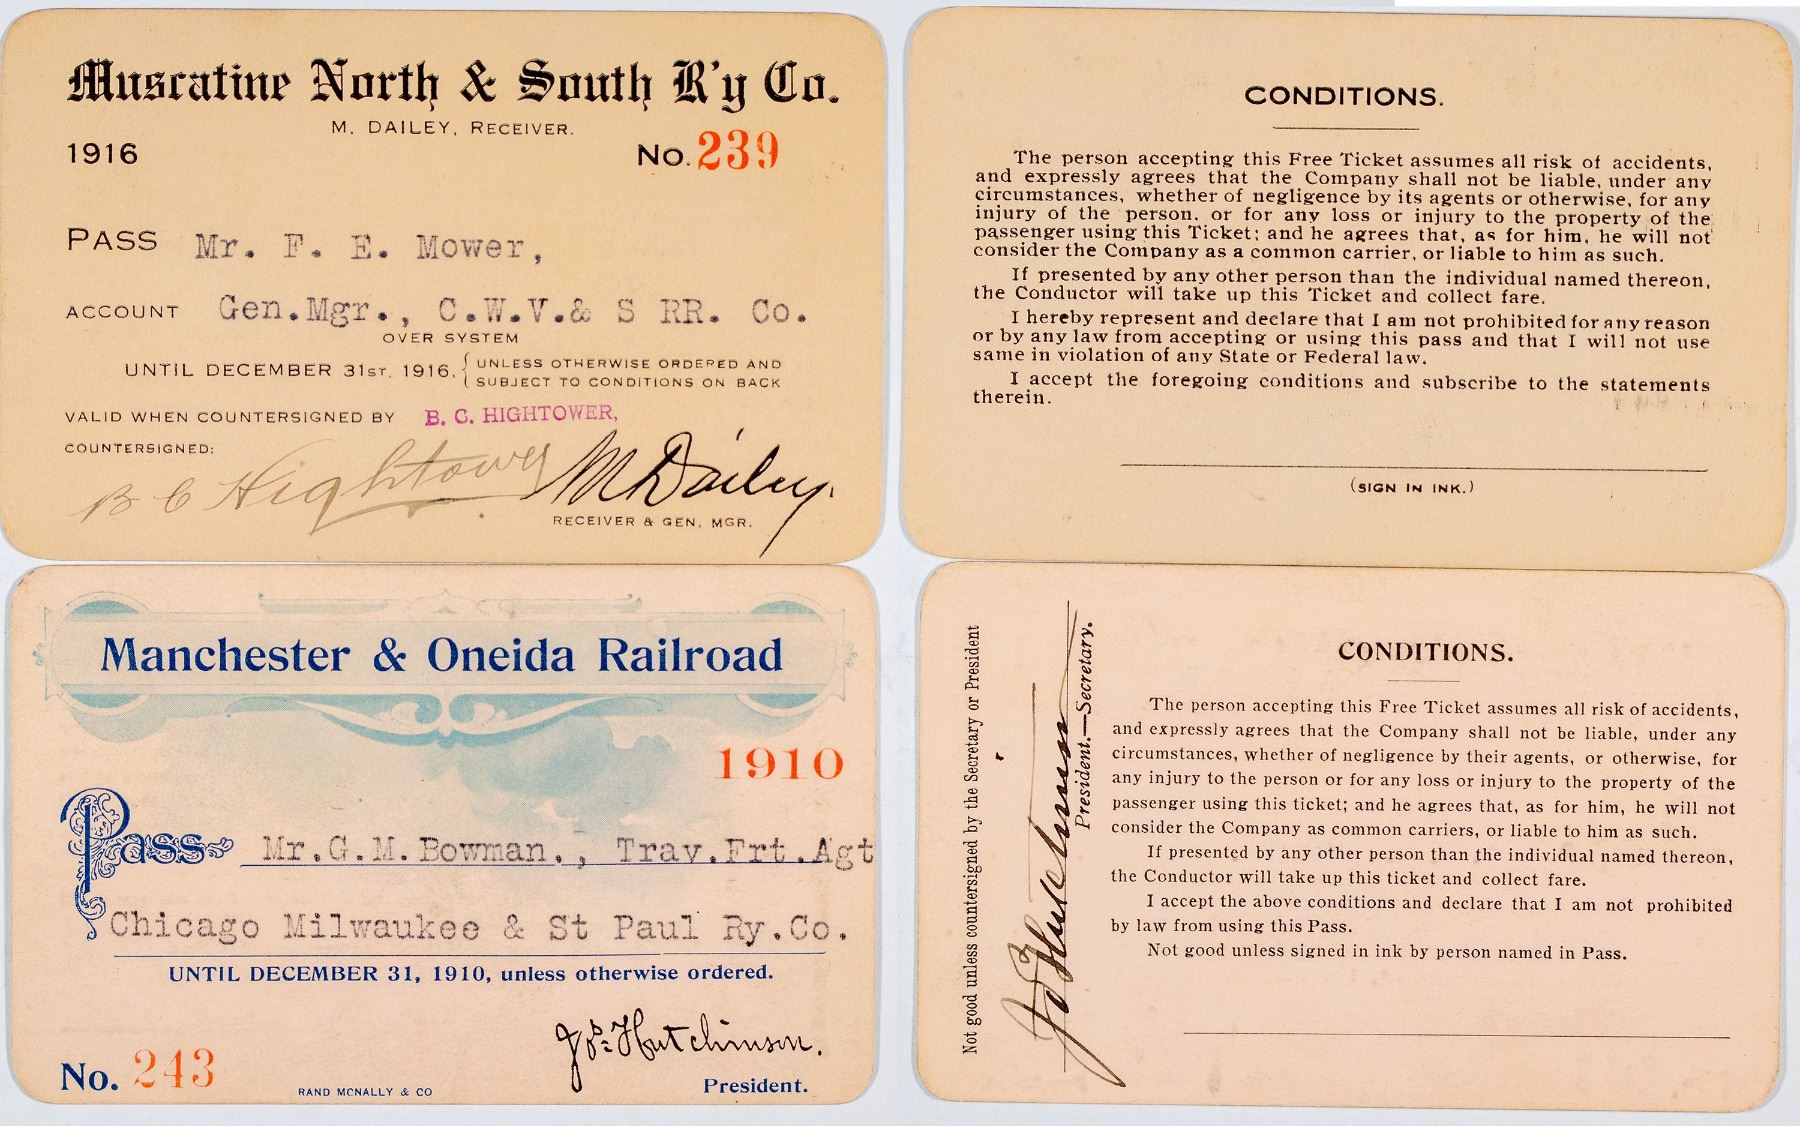 Muscatine North & South R'y Co.
M. DAILEY, RECEIVER.
1916 No. 239
PASS Mr. F. E. Mower,
ACCOUNT Gen.Mgr., C.W.V.& S RR. Co.
OVER SYSTEM
UNTIL DECEMBER 31ST, 1916, { UNLESS OTHERWISE ORDERED AND
SUBJECT TO CONDITIONS ON BACK
VALID WHEN COUNTERSIGNED BY B. C. HIGHTOWER,
COUNTERSIGNED:
B C Hightower M Dailey.
RECEIVER & GEN. MGR.
CONDITIONS.
The person accepting this Free Ticket assumes all risk of accidents,
and expressly agrees that the Company shall not be liable, under any
circumstances, whether of negligence by its agents or otherwise, for any
injury of the person, or for any loss or injury to the property of the
passenger using this Ticket; and he agrees that, as for him, he will not
consider the Company as a common carrier, or liable to him as such.
If presented by any other person than the individual named thereon,
the Conductor will take up this Ticket and collect fare.
I hereby represent and declare that I am not prohibited for any reason
or by any law from accepting or using this pass and that I will not use
same in violation of any State or Federal law.
I accept the foregoing conditions and subscribe to the statements
therein.
(SIGN IN INK.)
Manchester & Oneida Railroad
1910
Pass Mr.G.M.Bowman., Trav.Frt.Agt
Chicago Milwaukee & St Paul Ry.Co.
UNTIL DECEMBER 31, 1910, unless otherwise ordered.
Jos. Hutchinson.
No. 243 RAND MCNALLY & CO President.
Not good unless countersigned by the Secretary or President
Jos Hutchinson
President.—Secretary.
CONDITIONS.
The person accepting this Free Ticket assumes all risk of accidents,
and expressly agrees that the Company shall not be liable, under any
circumstances, whether of negligence by their agents, or otherwise, for
any injury to the person or for any loss or injury to the property of the
passenger using this ticket; and he agrees that, as for him, he will not
consider the Company as common carriers, or liable to him as such.
If presented by any other person than the individual named thereon,
the Conductor will take up this ticket and collect fare.
I accept the above conditions and declare that I am not prohibited
by law from using this Pass.
Not good unless signed in ink by person named in Pass.